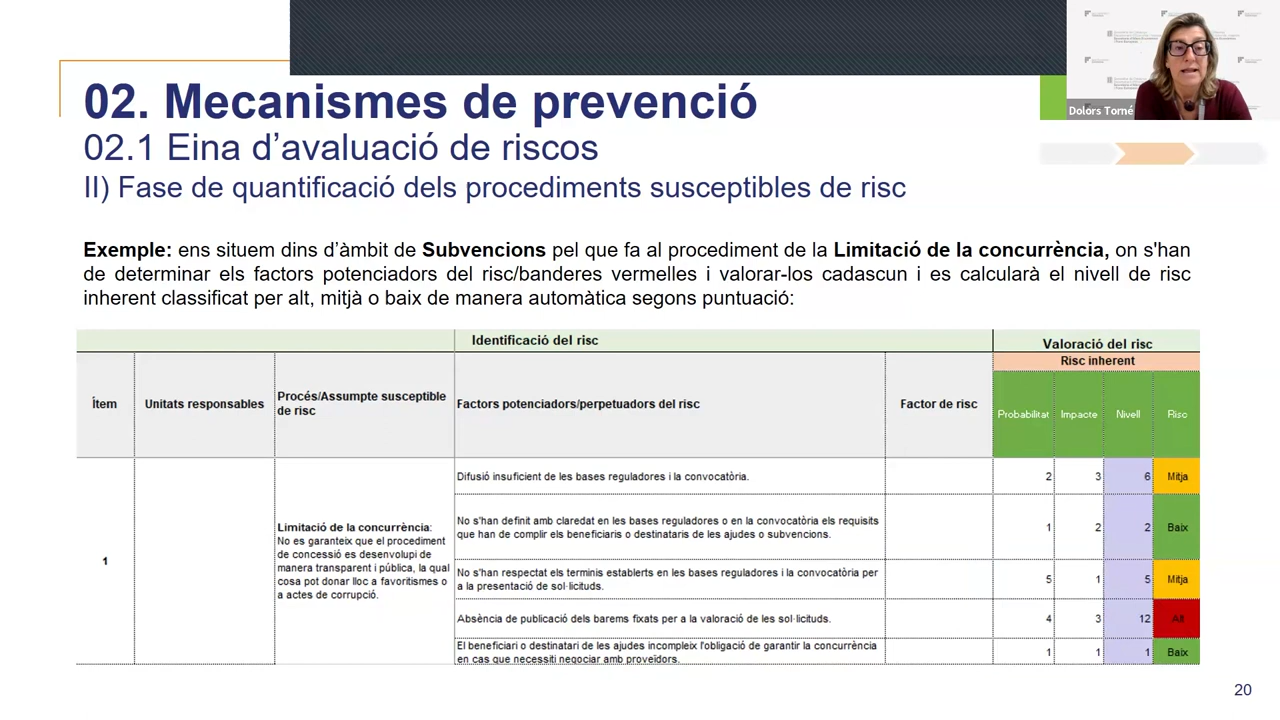 02. Mecanismes de prevenció
02.1 Eina d’avaluació de riscos
II) Fase de quantificació dels procediments susceptibles de risc
Dolors Torné
Exemple: ens situem dins d’àmbit de Subvencions pel que fa al procediment de la Limitació de la concurrència, on s'han
de determinar els factors potenciadors del risc/banderes vermelles i valorar-los cadascun i es calcularà el nivell de risc
inherent classificat per alt, mitjà o baix de manera automàtica segons puntuació:
Identificació del risc
Valoració del risc
Risc inherent
Ítem
Unitats responsables
Procés/Assumpte susceptible
de risc
Factors potenciadors/perpetuadors del risc
Factor de risc
Probabilitat Impacte Nivell Risc
1
Limitació de la concurrència:
No es garanteix que el procediment
de concessió es desenvolupi de
manera transparent i pública, la qual
cosa pot donar lloc a favoritismes o
a actes de corrupció.
Difusió insuficient de les bases reguladores i la convocatòria.
2 3 6 Mitja
No s'han definit amb claredat en les bases reguladores o en la convocatòria els requisits
que han de complir els beneficiaris o destinataris de les ajudes o subvencions.
1 2 2 Baix
No s'han respectat els terminis establerts en les bases reguladores i la convocatòria per
a la presentació de sol·licituds.
5 1 5 Mitja
Absència de publicació dels barems fixats per a la valoració de les sol·licituds.
4 3 12 Alt
El beneficiari o destinatari de les ajudes incompleix l'obligació de garantir la concurrència
en cas que necessiti negociar amb proveïdors.
1 1 1 Baix
20